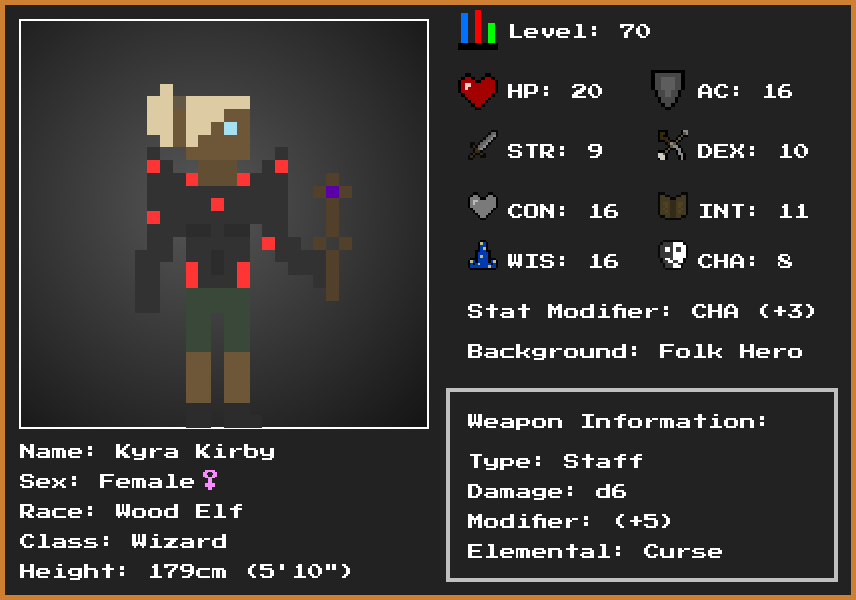 Level: 70
HP: 20
AC: 16
STR: 9
DEX: 10
CON: 16
INT: 11
WIS: 16
CHA: 8
Stat Modifier: CHA (+3)
Background: Folk Hero
Weapon Information:
Type: Staff
Damage: d6
Modifier: (+5)
Elemental: Curse
Name: Kyra Kirby
Sex: Female♀
Race: Wood Elf
Class: Wizard
Height: 179cm (5'10")